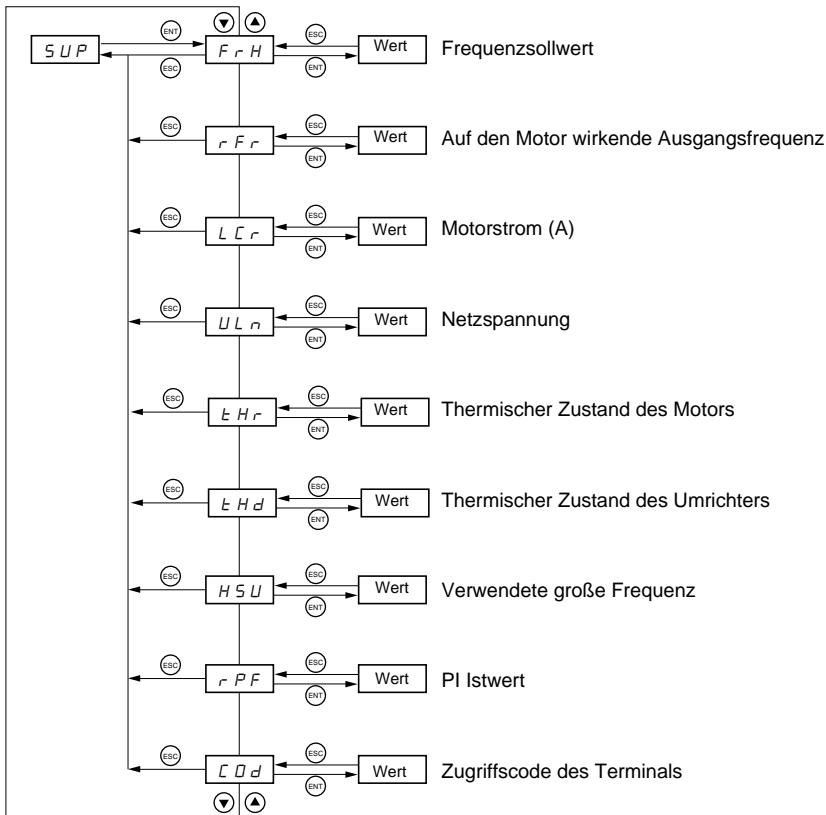 ENT
ESC
SUP
FrH
ESC
ENT
Wert
Frequenzsollwert
ESC
rFr
ESC
ENT
Wert
Auf den Motor wirkende Ausgangsfrequenz
ESC
LCr
ESC
ENT
Wert
Motorstrom (A)
ESC
ULn
ESC
ENT
Wert
Netzspannung
ESC
tHr
ESC
ENT
Wert
Thermischer Zustand des Motors
ESC
tHd
ESC
ENT
Wert
Thermischer Zustand des Umrichters
ESC
HSU
ESC
ENT
Wert
Verwendete große Frequenz
ESC
rPF
ESC
ENT
Wert
PI Istwert
ESC
COd
ESC
ENT
Wert
Zugriffscode des Terminals